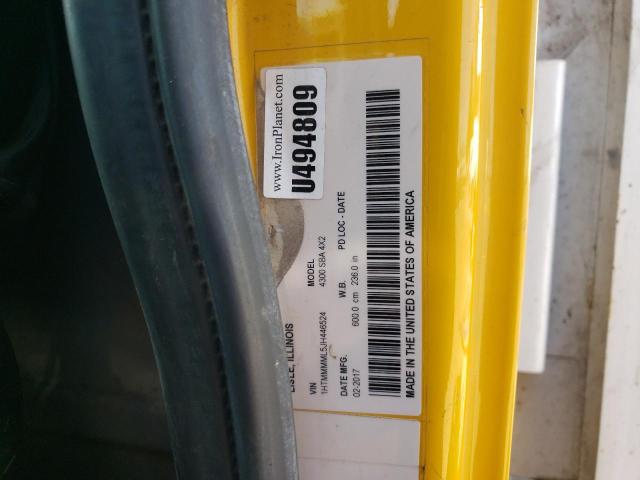 www.IronPlanet.com
U494809
LISLE, ILLINOIS
VIN MODEL
1HTMMMML5JH446524 4300 SBA 4X2
DATE MFG. W.B. PD LOC - DATE
02-2017 600.0 cm 236.0 in
MADE IN THE UNITED STATES OF AMERICA